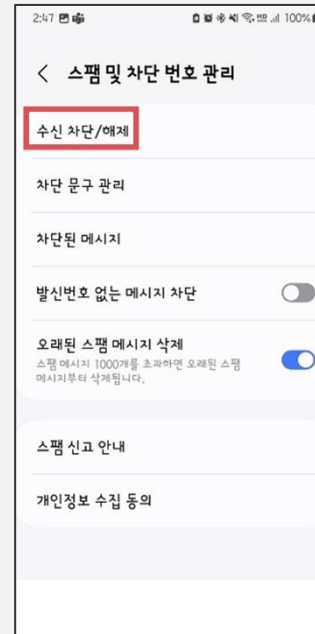 2:47 100%
스팸 및 차단 번호 관리
수신 차단/해제
차단 문구 관리
차단된 메시지
발신번호 없는 메시지 차단
오래된 스팸 메시지 삭제
스팸 메시지 1000개를 초과하면 오래된 스팸
메시지부터 삭제됩니다.
스팸 신고 안내
개인정보 수집 동의